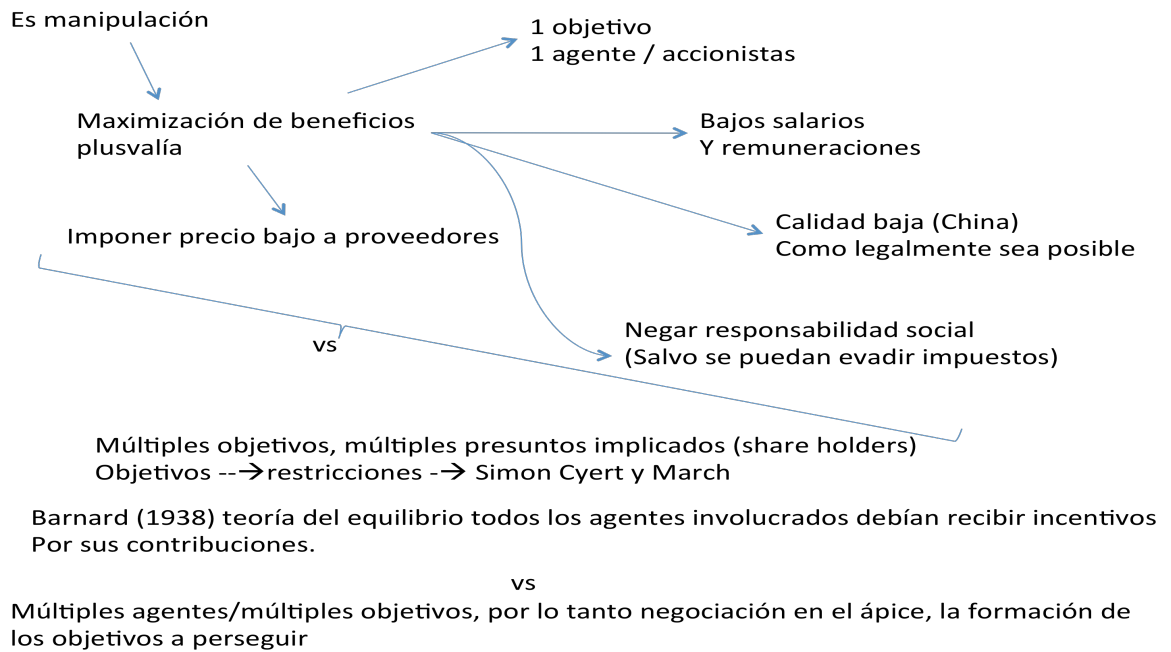 Es manipulación
1 objetivo
1 agente / accionistas
Maximización de beneficios
plusvalía
Bajos salarios
Y remuneraciones
Imponer precio bajo a proveedores
Calidad baja (China)
Como legalmente sea posible
Negar responsabilidad social
(Salvo se puedan evadir impuestos)
vs
Múltiples objetivos, múltiples presuntos implicados (share holders)
Objetivos --→restricciones -→ Simon Cyert y March
Barnard (1938) teoría del equilibrio todos los agentes involucrados debían recibir incentivos
Por sus contribuciones.
vs
Múltiples agentes/múltiples objetivos, por lo tanto negociación en el ápice, la formación de
los objetivos a perseguir